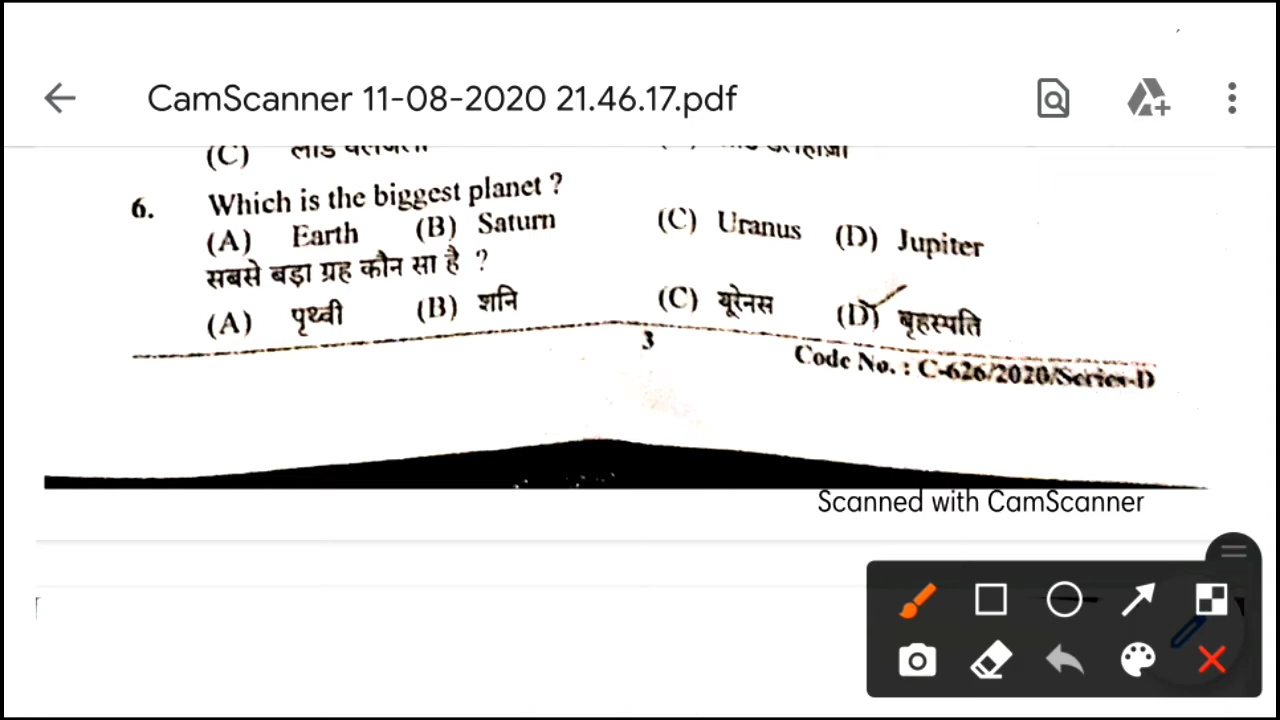 CamScanner 11-08-2020 21.46.17.pdf
(C)
6. Which is the biggest planet ?
(A) Earth (B) Saturn (C) Uranus (D) Jupiter
सबसे बड़ा ग्रह कौन सा है ?
(A) पृथ्वी (B) शनि (C) यूरेनस (D) बृहस्पति
3
Code No. : C-626/2020/Series-D
Scanned with CamScanner